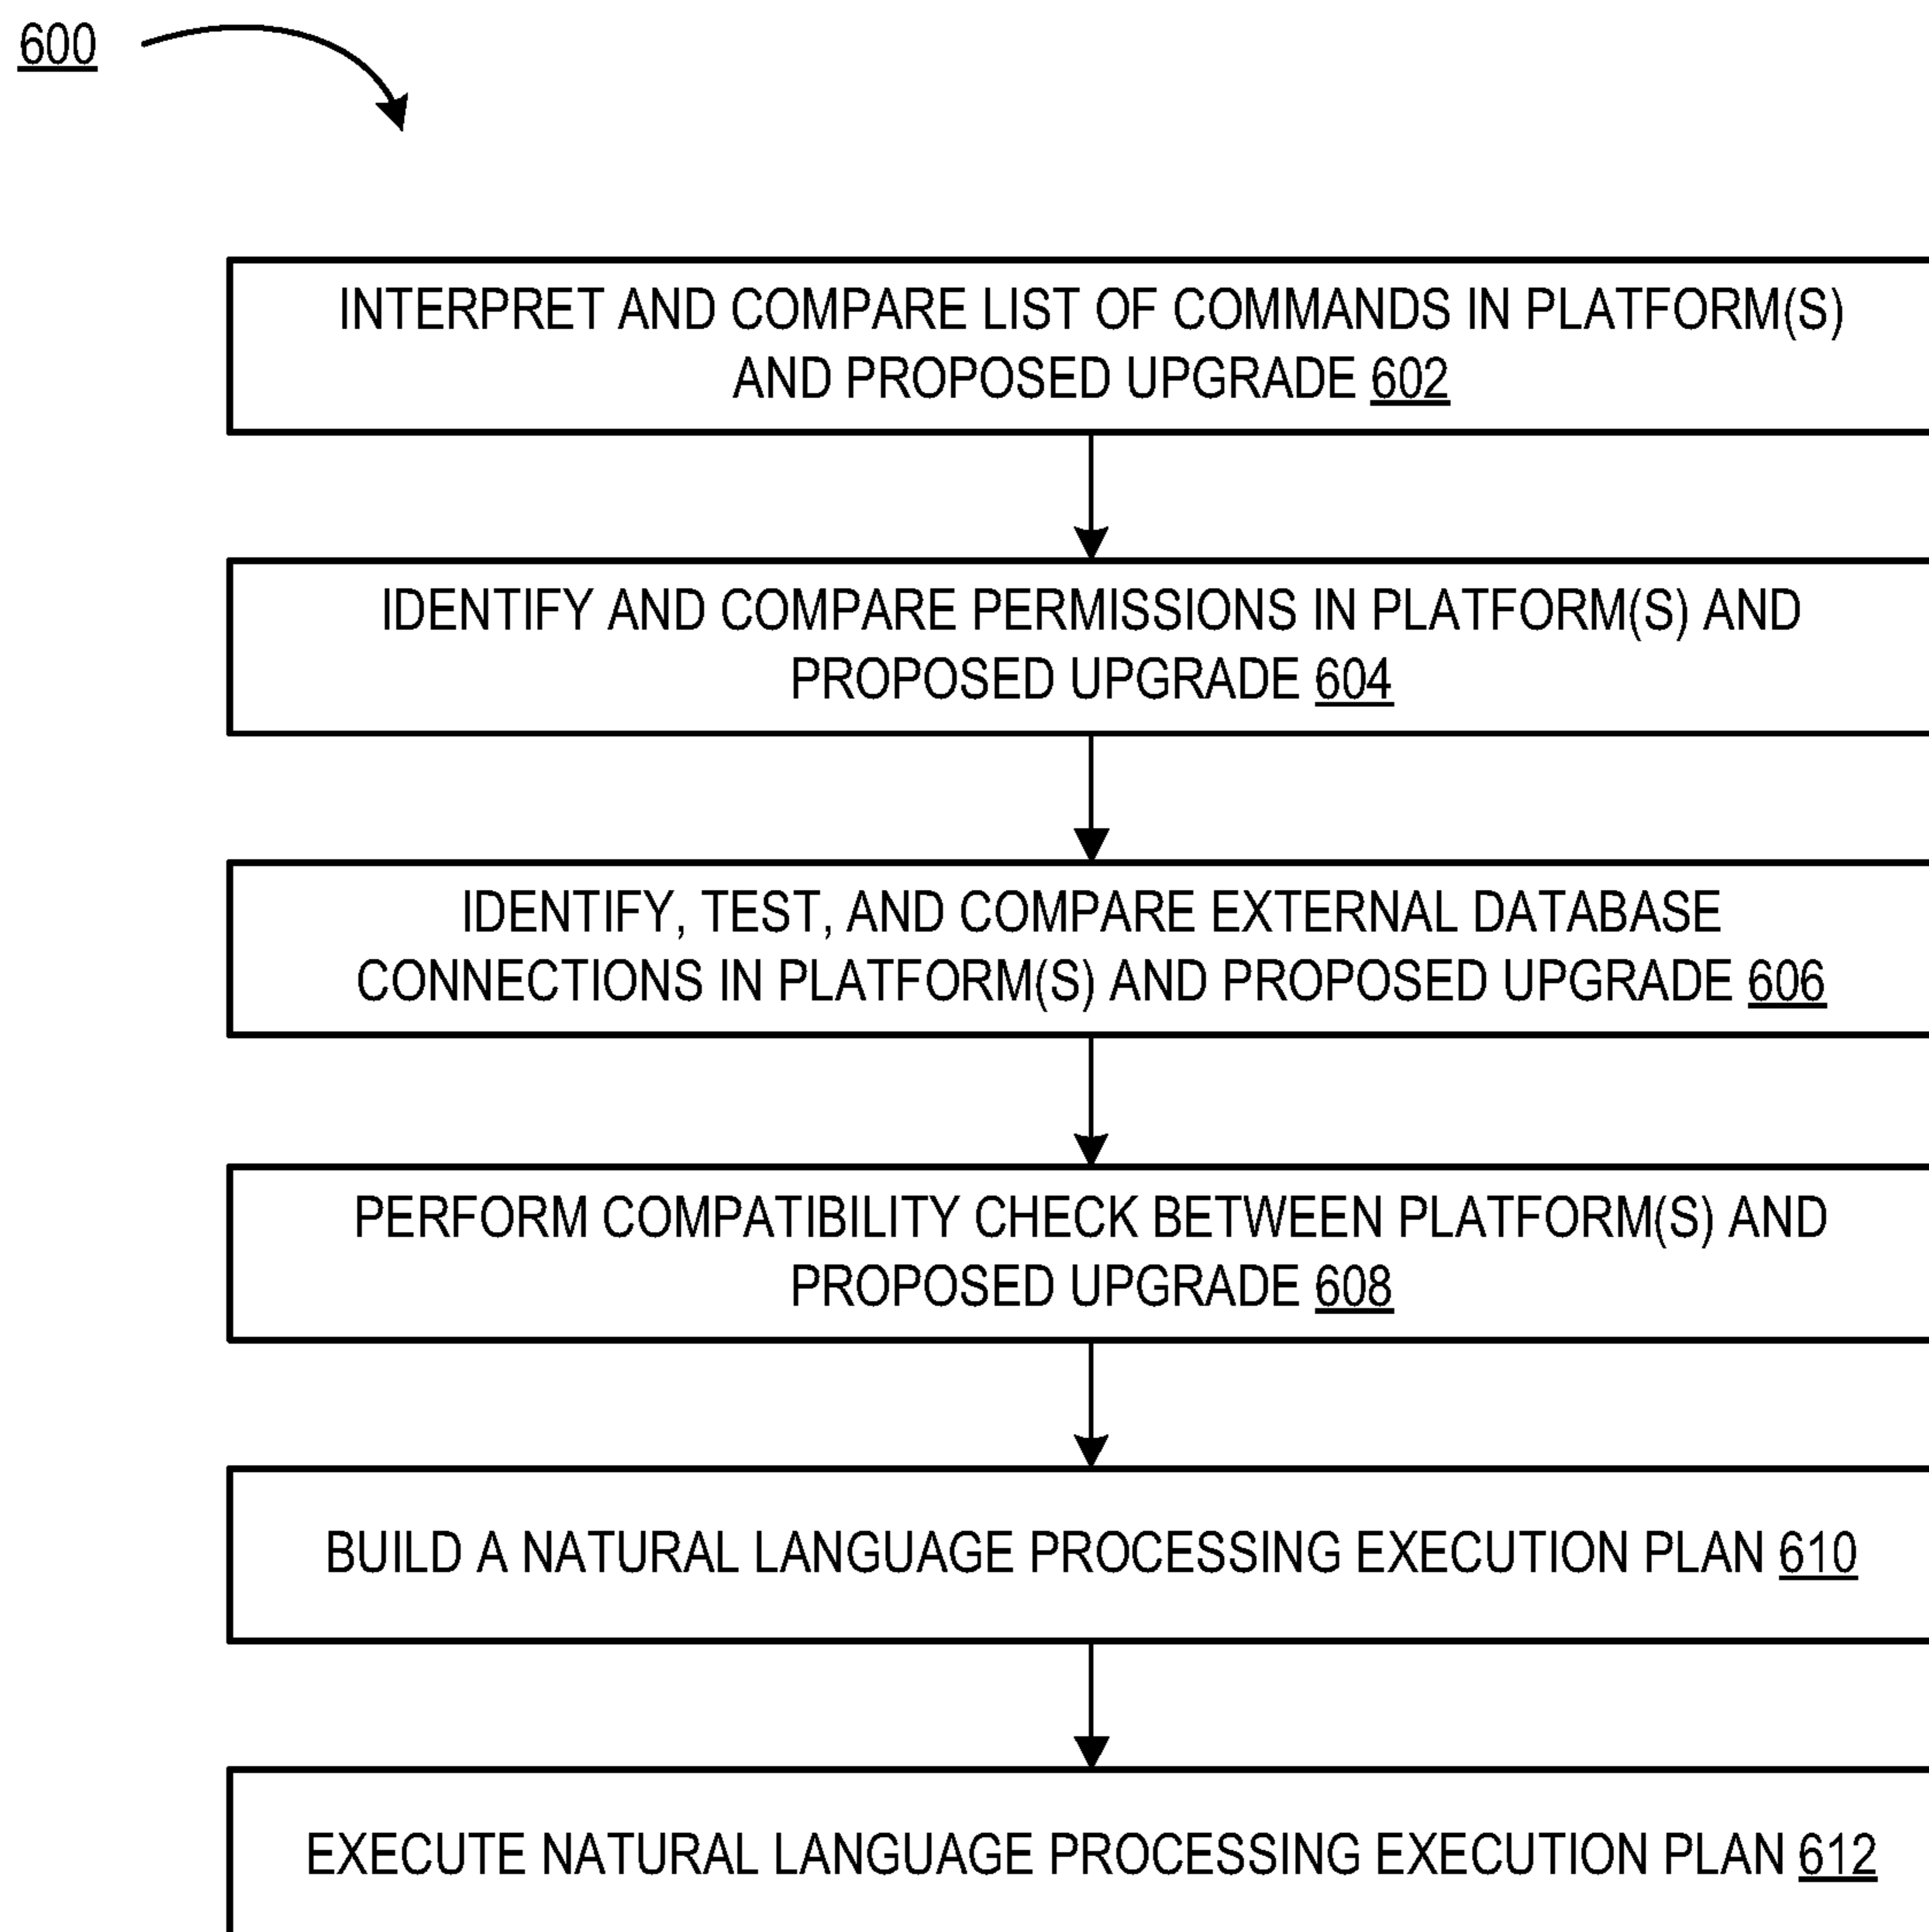 600
INTERPRET AND COMPARE LIST OF COMMANDS IN PLATFORM(S)
AND PROPOSED UPGRADE 602
IDENTIFY AND COMPARE PERMISSIONS IN PLATFORM(S) AND
PROPOSED UPGRADE 604
IDENTIFY, TEST, AND COMPARE EXTERNAL DATABASE
CONNECTIONS IN PLATFORM(S) AND PROPOSED UPGRADE 606
PERFORM COMPATIBILITY CHECK BETWEEN PLATFORM(S) AND
PROPOSED UPGRADE 608
BUILD A NATURAL LANGUAGE PROCESSING EXECUTION PLAN 610
EXECUTE NATURAL LANGUAGE PROCESSING EXECUTION PLAN 612